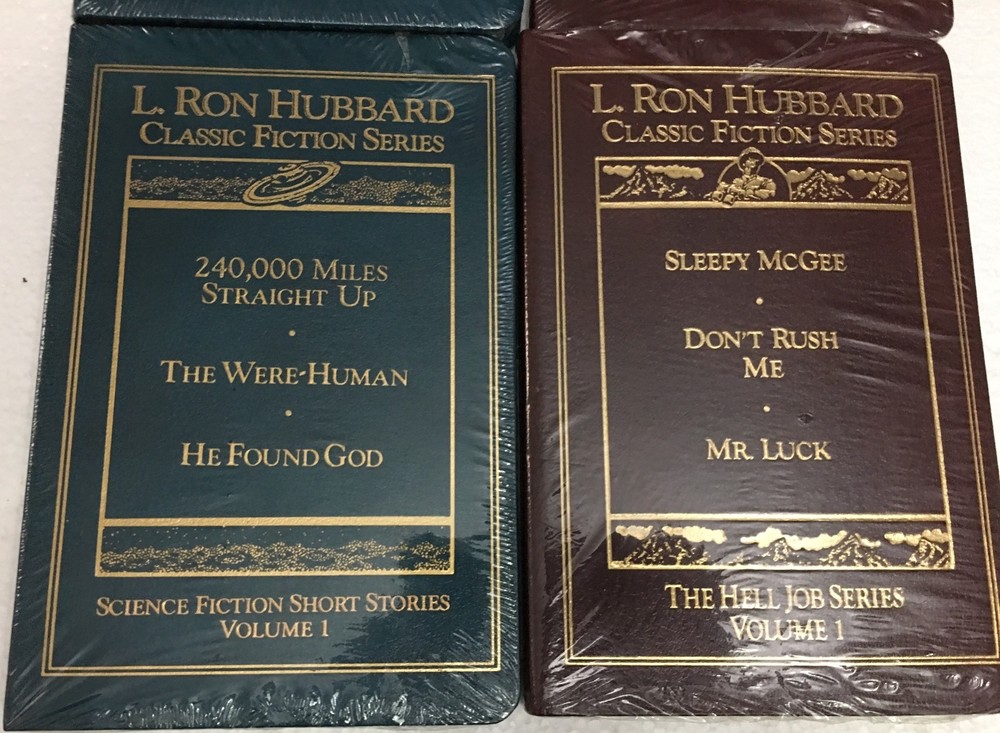 L. RON HUBBARD
CLASSIC FICTION SERIES
240,000 MILES
STRAIGHT UP
•
THE WERE-HUMAN
•
HE FOUND GOD
SCIENCE FICTION SHORT STORIES
VOLUME 1
L. RON HUBBARD
CLASSIC FICTION SERIES
SLEEPY MCGEE
•
DON'T RUSH
ME
•
MR. LUCK
THE HELL JOB SERIES
VOLUME 1